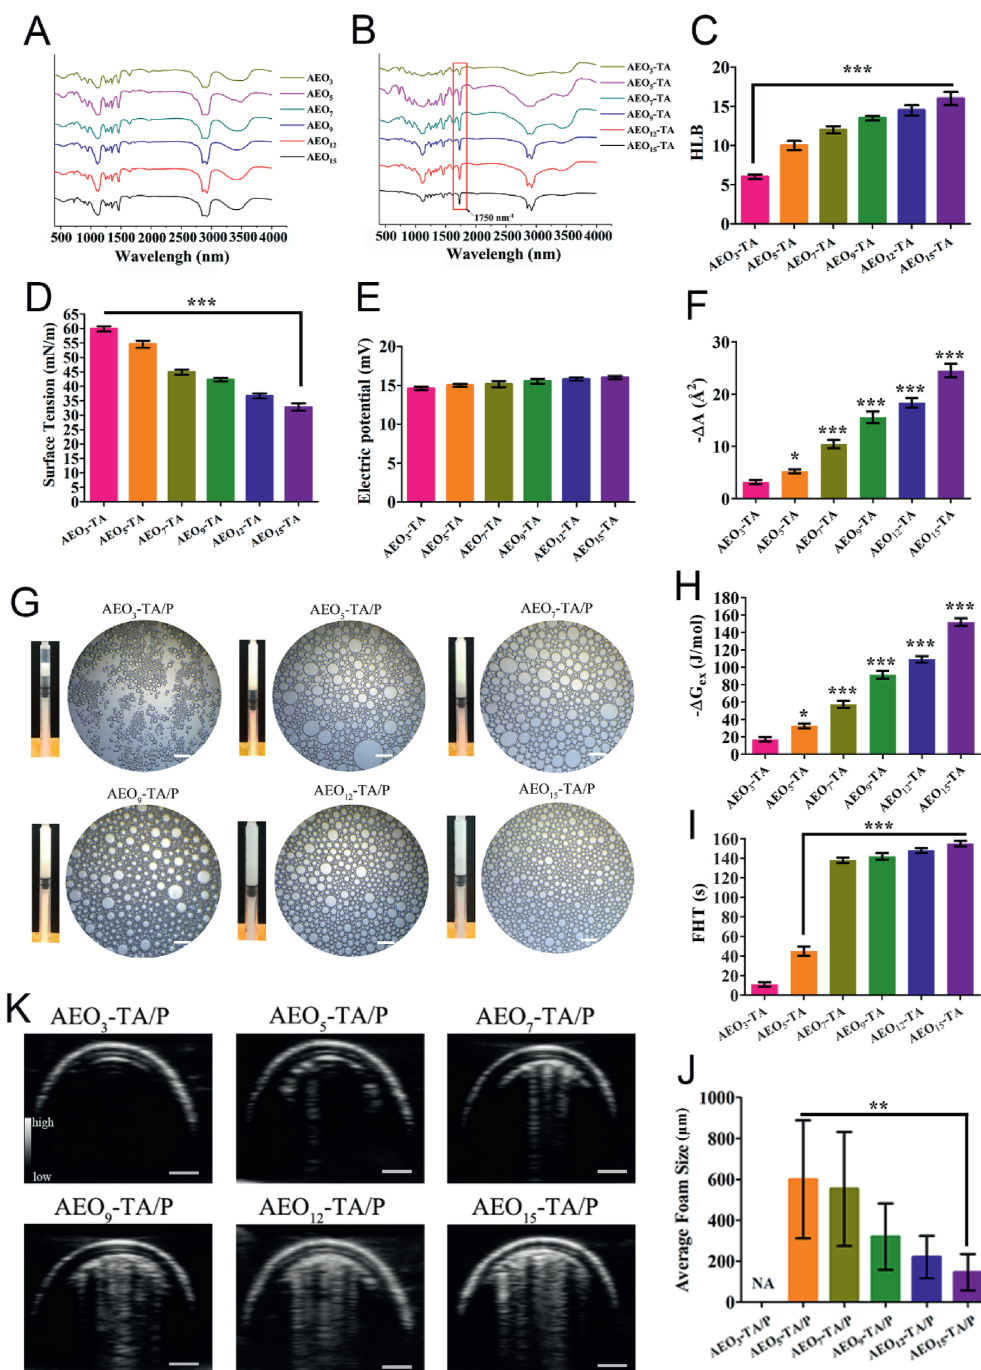 A
AEO₃
AEO₅
AEO₇
AEO₉
AEO₁₂
AEO₁₅
500 1000 1500 2000 2500 3000 3500 4000
Wavelengh (nm)
B
AEO₃-TA
AEO₅-TA
AEO₇-TA
AEO₉-TA
AEO₁₂-TA
AEO₁₅-TA
1750 nm⁻¹
500 1000 1500 2000 2500 3000 3500 4000
Wavelengh (nm)
C
***
HLB
20
15
10
5
0
AEO₃-TA
AEO₅-TA
AEO₇-TA
AEO₉-TA
AEO₁₂-TA
AEO₁₅-TA
D
***
Surface Tension (mN/m)
65
60
55
50
45
40
35
30
25
20
15
10
5
0
AEO₃-TA
AEO₅-TA
AEO₇-TA
AEO₉-TA
AEO₁₂-TA
AEO₁₅-TA
E
Electric potential (mV)
20
15
10
5
0
AEO₃-TA
AEO₅-TA
AEO₇-TA
AEO₉-TA
AEO₁₂-TA
AEO₁₅-TA
F
-ΔA (Å²)
30
20
10
0
*
***
***
***
***
AEO₃-TA
AEO₅-TA
AEO₇-TA
AEO₉-TA
AEO₁₂-TA
AEO₁₅-TA
G
AEO₃-TA/P
AEO₅-TA/P
AEO₇-TA/P
AEO₉-TA/P
AEO₁₂-TA/P
AEO₁₅-TA/P
H
-ΔGₑₓ (J/mol)
160
140
120
100
80
60
40
20
0
*
***
***
***
***
AEO₃-TA
AEO₅-TA
AEO₇-TA
AEO₉-TA
AEO₁₂-TA
AEO₁₅-TA
I
***
FHT (s)
160
140
120
100
80
60
40
20
0
AEO₃-TA
AEO₅-TA
AEO₇-TA
AEO₉-TA
AEO₁₂-TA
AEO₁₅-TA
K
AEO₃-TA/P
AEO₅-TA/P
AEO₇-TA/P
high
low
AEO₉-TA/P
AEO₁₂-TA/P
AEO₁₅-TA/P
J
**
Average Foam Size (μm)
1000
800
600
400
200
0
NA
AEO₃-TA/P
AEO₅-TA/P
AEO₇-TA/P
AEO₉-TA/P
AEO₁₂-TA/P
AEO₁₅-TA/P